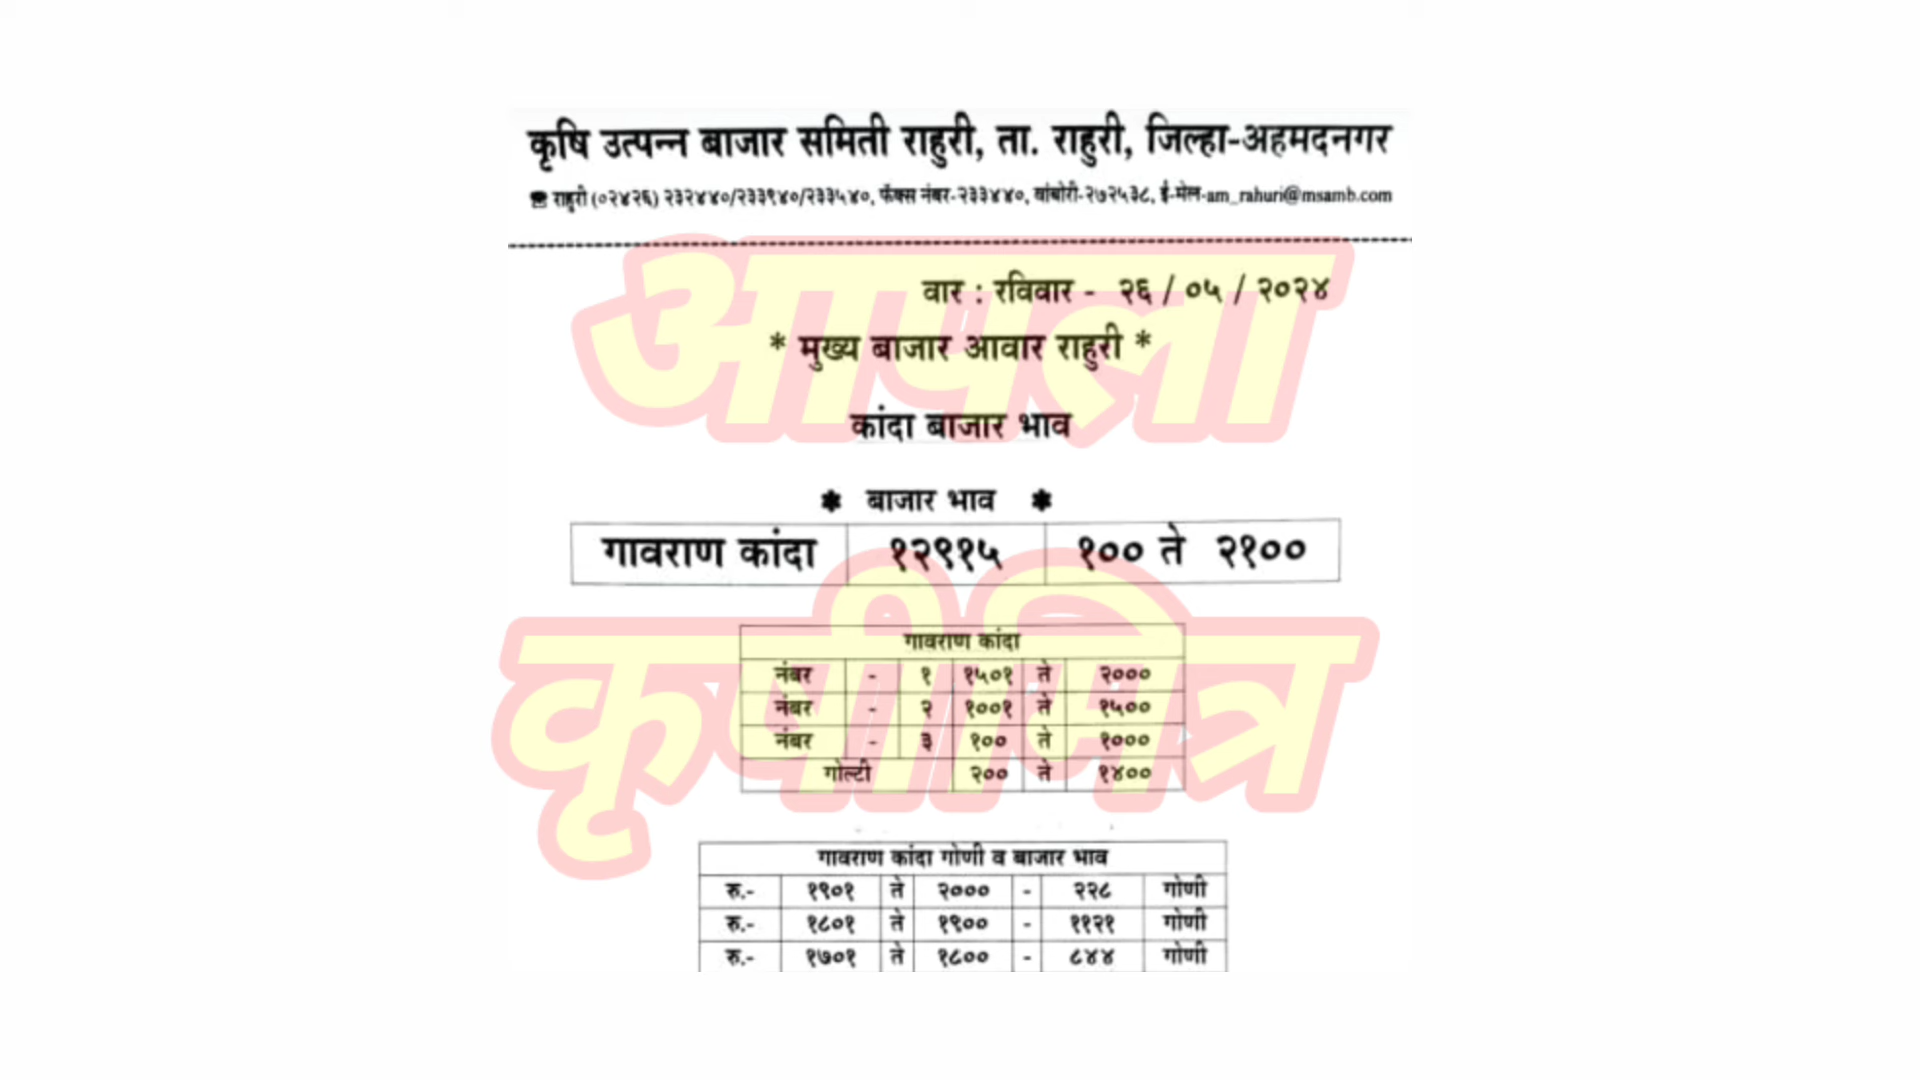 कृषि उत्पन्न बाजार समिती राहुरी, ता. राहुरी, जिल्हा-अहमदनगर
☎ राहुरी (०२४२६) २३२४४०/२३३९४०/२३३५४०, फॅक्स नंबर-२३३४४०, वांबोरी-२७२५३८, ई-मेल-am_rahuri@msamb.com
वार : रविवार - २६ / ०५ / २०२४
आपला
* मुख्य बाजार आवार राहुरी *
कांदा बाजार भाव
✱ बाजार भाव ✱
गावराण कांदा १२९१५ १०० ते २१००
कृषीमित्र
गावराण कांदा
नंबर - १ १५०१ ते २०००
नंबर - २ १००१ ते १५००
नंबर - ३ १०० ते १०००
गोल्टी २०० ते १४००
गावराण कांदा गोणी व बाजार भाव
रु.- १९०१ ते २००० - २२८ गोणी
रु.- १८०१ ते १९०० - ११२१ गोणी
रु.- १७०१ ते १८०० - ८४४ गोणी